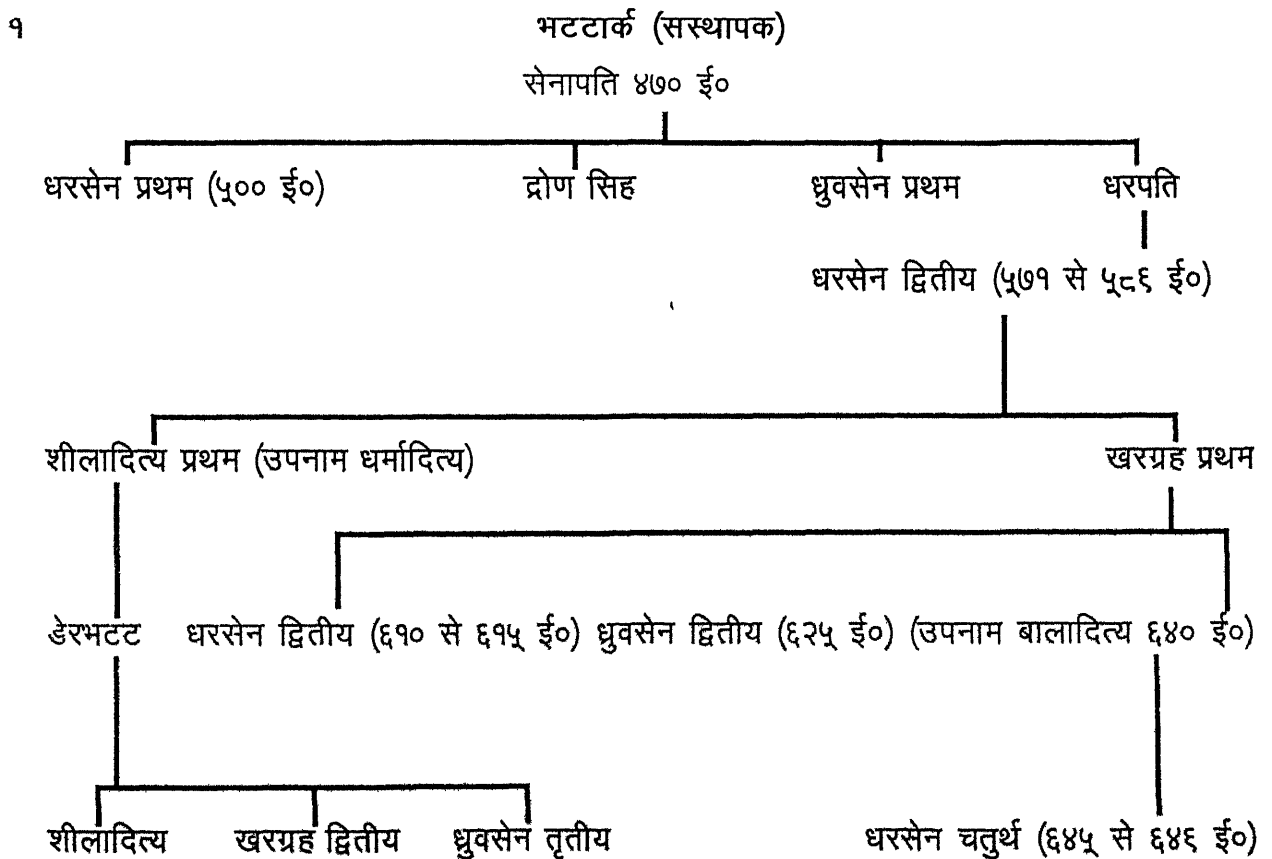 १ भटटार्क (सस्थापक)
सेनापति ४७० ई०
धरसेन प्रथम (५०० ई०) द्रोण सिह ध्रुवसेन प्रथम धरपति
धरसेन द्वितीय (५७१ से ५८६ ई०)
शीलादित्य प्रथम (उपनाम धर्मादित्य) खरग्रह प्रथम
डेरभटट धरसेन द्वितीय (६१० से ६१५ ई०) ध्रुवसेन द्वितीय (६२५ ई०) (उपनाम बालादित्य ६४० ई०)
शीलादित्य खरग्रह द्वितीय ध्रुवसेन तृतीय धरसेन चतुर्थ (६४५ से ६४६ ई०)